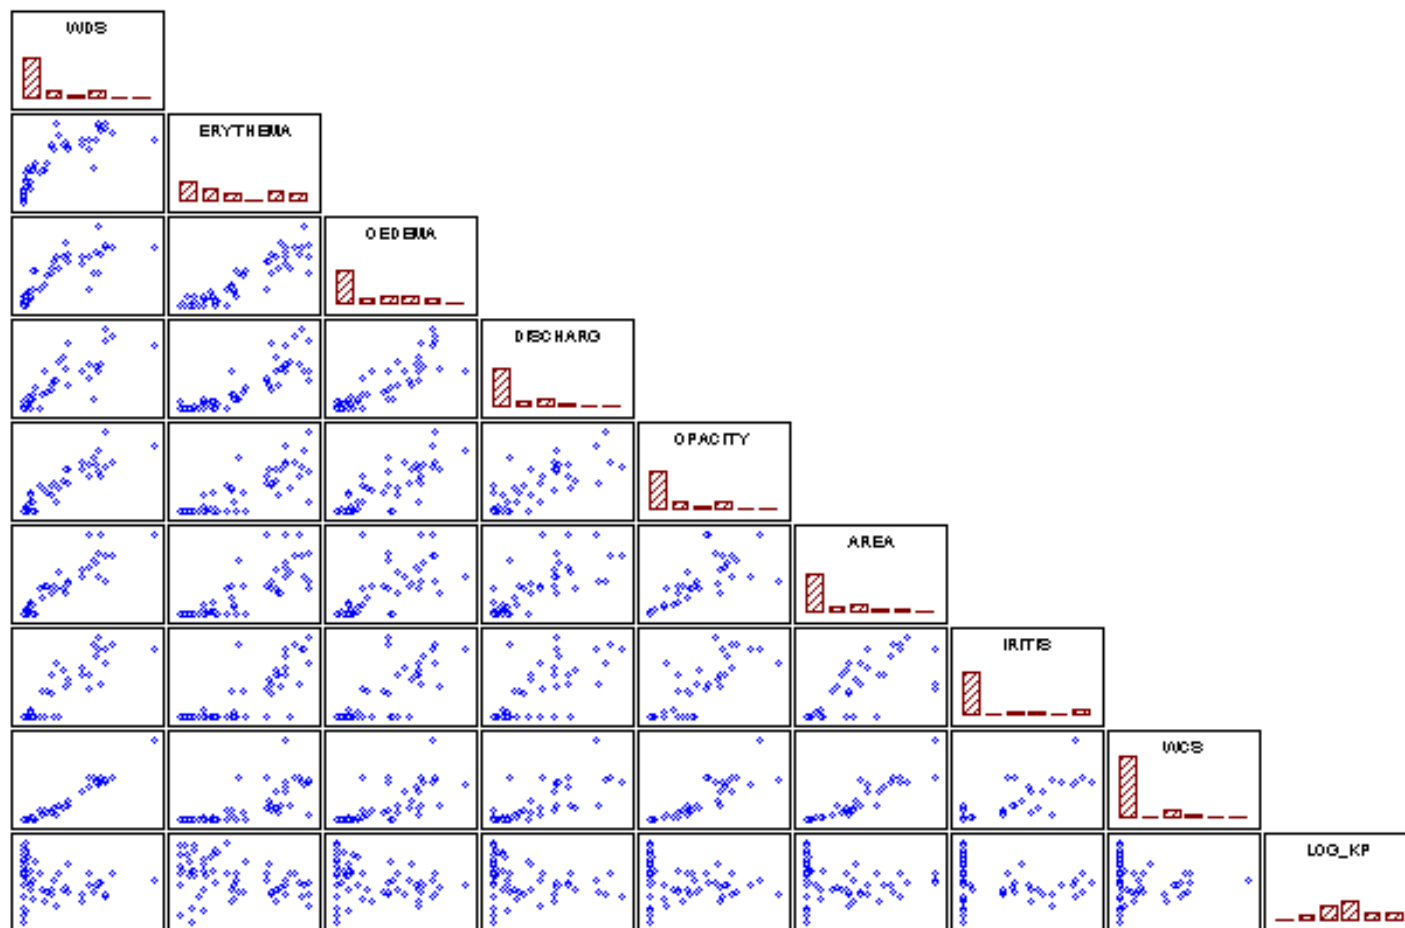 WDS
ERYTHEMA
OEDEMA
DISCHARG
OPACITY
AREA
IRITIS
WCS
LOG_KP